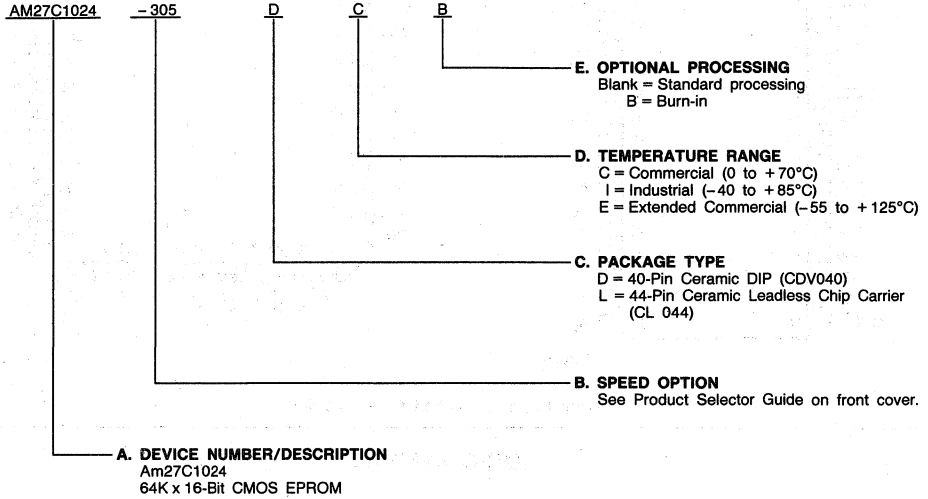 AM27C1024 -305 D C B
E. OPTIONAL PROCESSING
Blank = Standard processing
B = Burn-in
D. TEMPERATURE RANGE
C = Commercial (0 to +70°C)
I = Industrial (-40 to +85°C)
E = Extended Commercial (-55 to +125°C)
C. PACKAGE TYPE
D = 40-Pin Ceramic DIP (CDV040)
L = 44-Pin Ceramic Leadless Chip Carrier
(CL 044)
B. SPEED OPTION
See Product Selector Guide on front cover.
A. DEVICE NUMBER/DESCRIPTION
Am27C1024
64K x 16-Bit CMOS EPROM